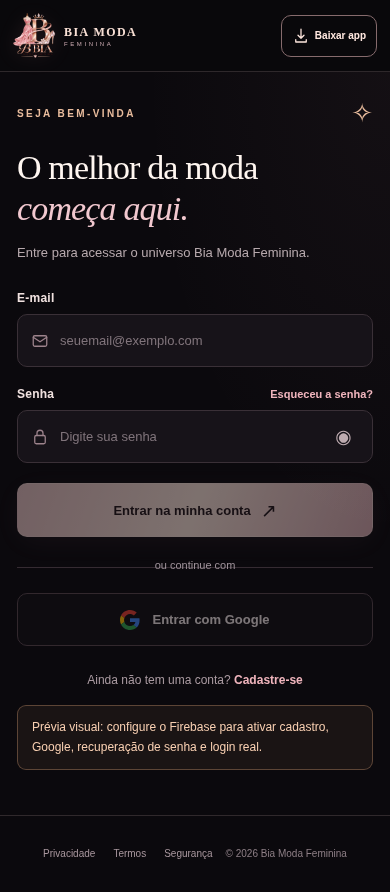 BIA
BIA MODA
FEMININA
Baixar app
SEJA BEM-VINDA
O melhor da moda
começa aqui.
Entre para acessar o universo Bia Moda Feminina.
E-mail
seuemail@exemplo.com
Senha
Esqueceu a senha?
Digite sua senha
Entrar na minha conta ↗
ou continue com
Entrar com Google
Ainda não tem uma conta? Cadastre-se
Prévia visual: configure o Firebase para ativar cadastro,
Google, recuperação de senha e login real.
Privacidade Termos Segurança © 2026 Bia Moda Feminina